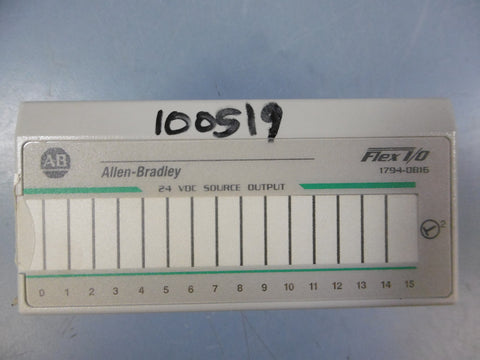 100519
AB
Flex I/O
Allen-Bradley
1794-OB16
24 VDC SOURCE OUTPUT
2
0 1 2 3 4 5 6 7 8 9 10 11 12 13 14 15